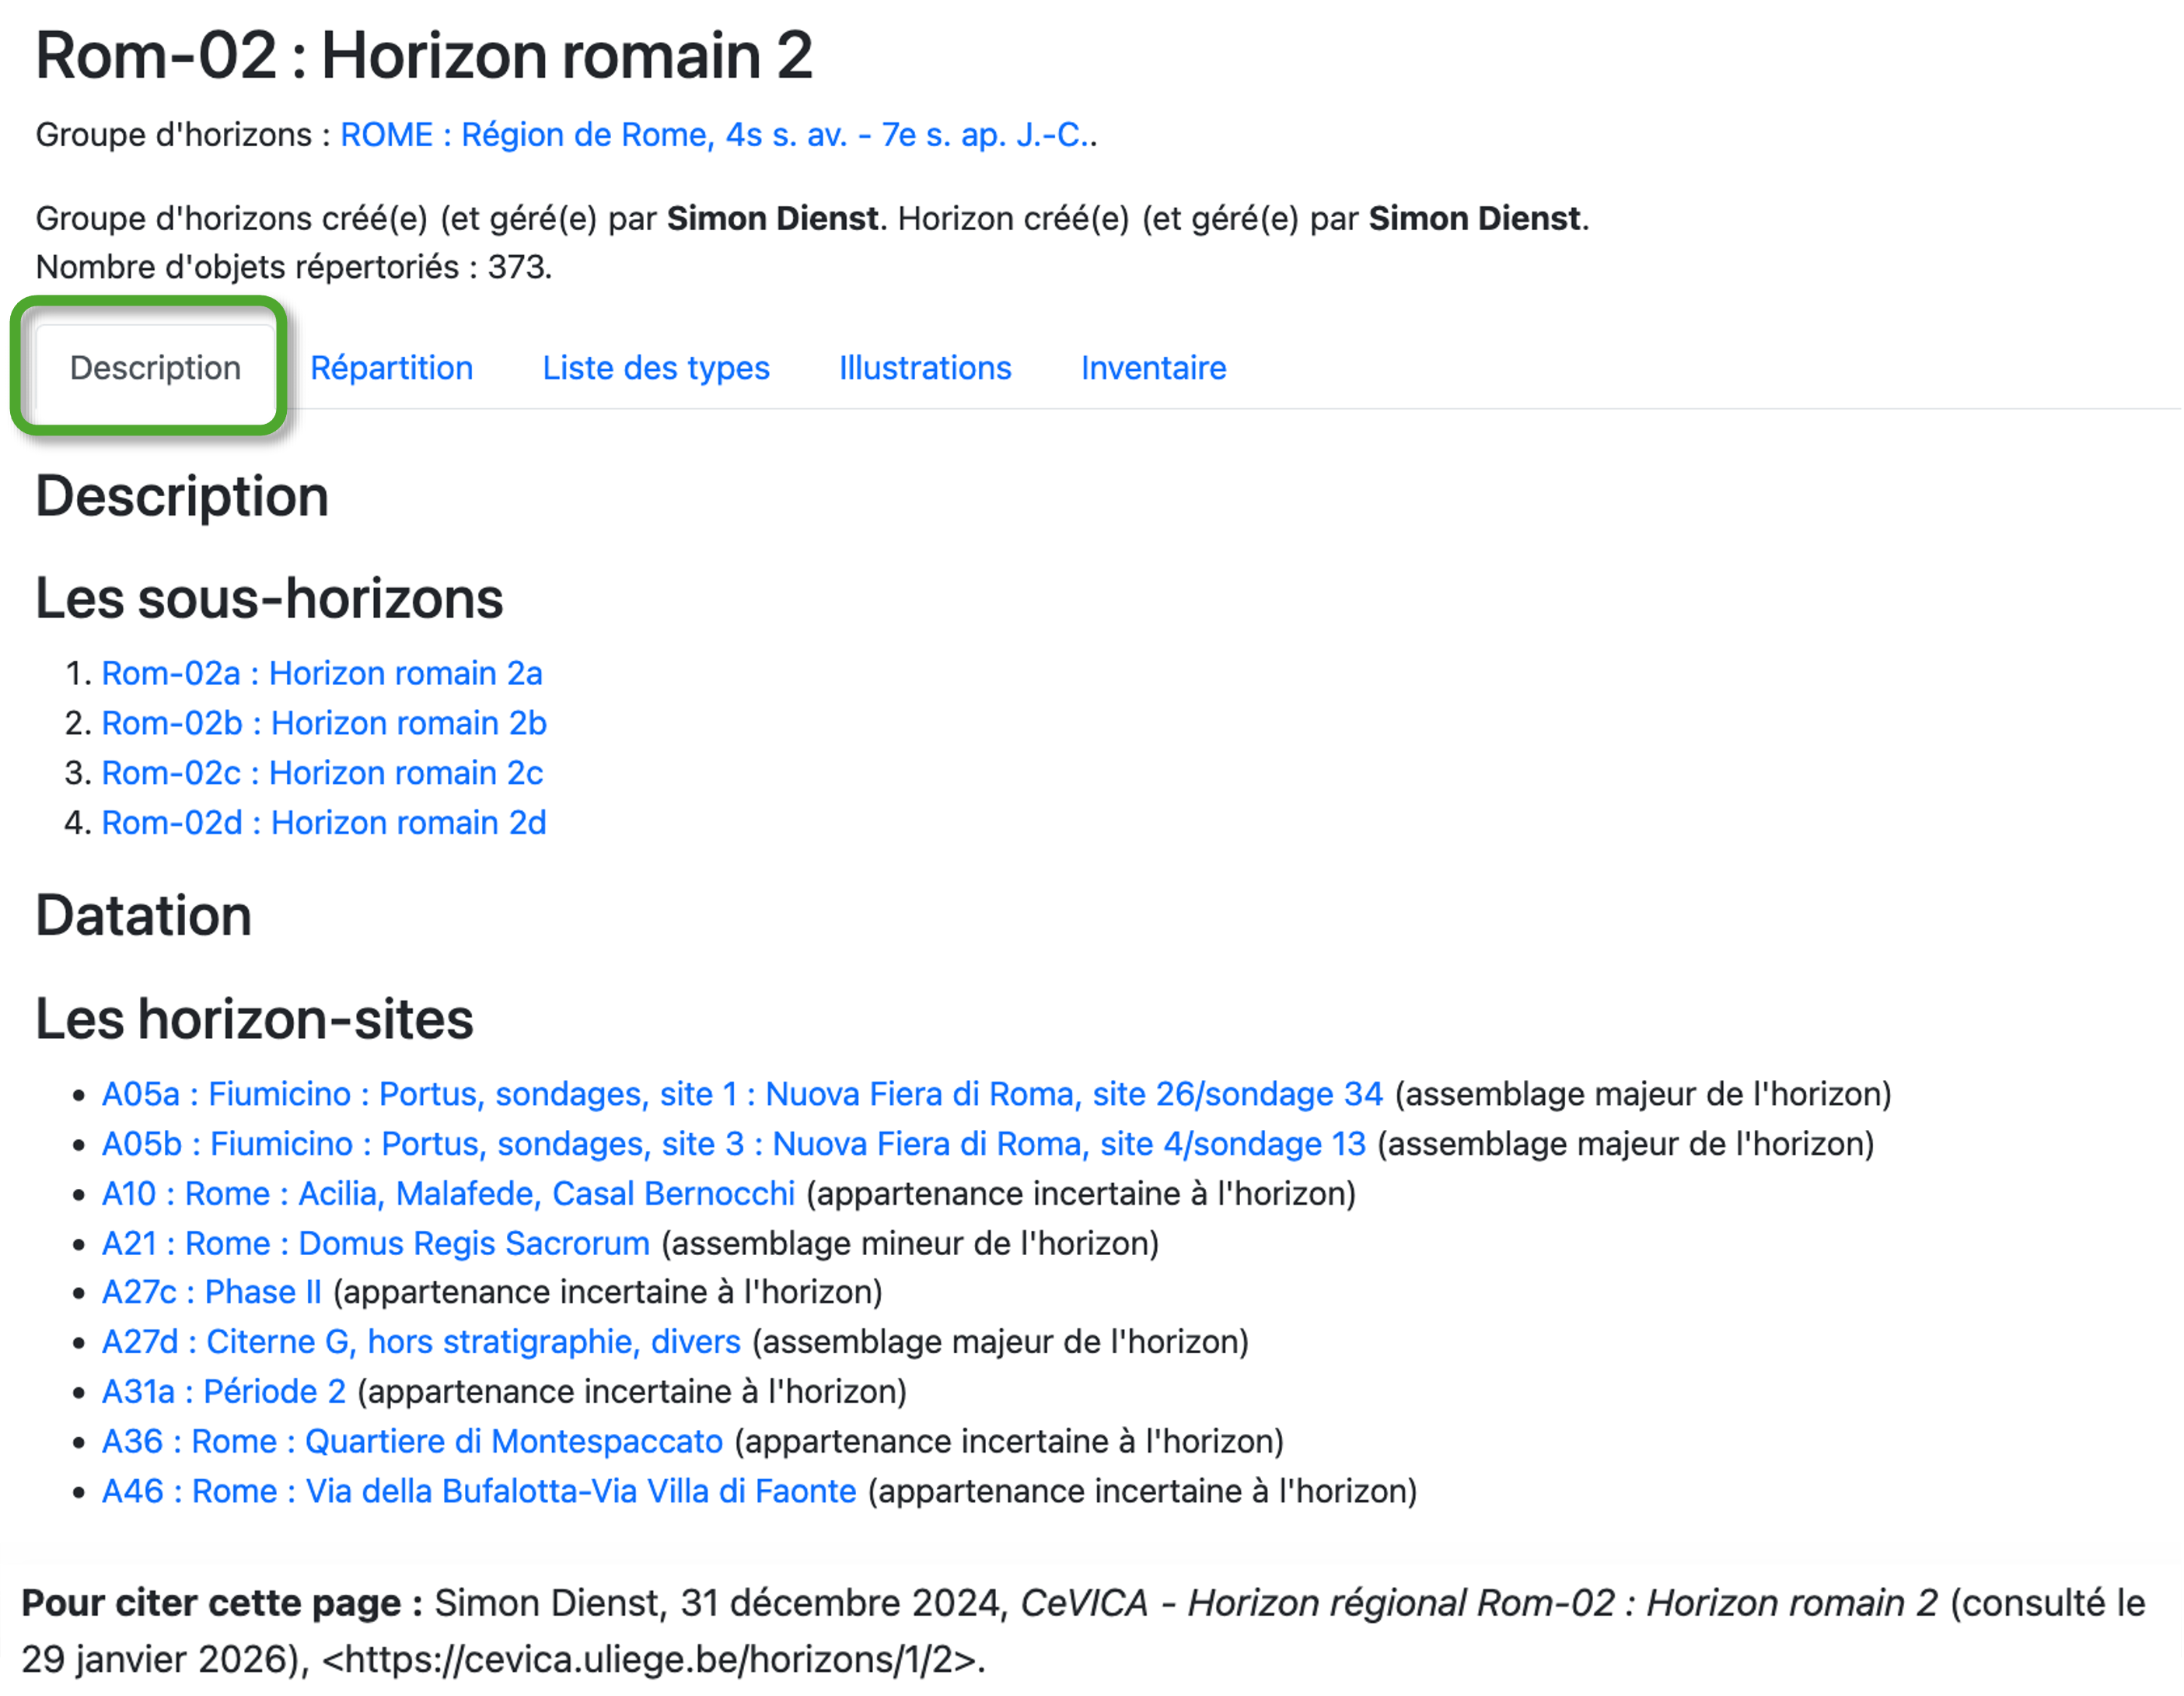 Rom-02 : Horizon romain 2
Groupe d'horizons : ROME : Région de Rome, 4s s. av. - 7e s. ap. J.-C..
Groupe d'horizons créé(e) (et géré(e) par Simon Dienst. Horizon créé(e) (et géré(e) par Simon Dienst.
Nombre d'objets répertoriés : 373.
Description Répartition Liste des types Illustrations Inventaire
Description
Les sous-horizons
1. Rom-02a : Horizon romain 2a
2. Rom-02b : Horizon romain 2b
3. Rom-02c : Horizon romain 2c
4. Rom-02d : Horizon romain 2d
Datation
Les horizon-sites
• A05a : Fiumicino : Portus, sondages, site 1 : Nuova Fiera di Roma, site 26/sondage 34 (assemblage majeur de l'horizon)
• A05b : Fiumicino : Portus, sondages, site 3 : Nuova Fiera di Roma, site 4/sondage 13 (assemblage majeur de l'horizon)
• A10 : Rome : Acilia, Malafede, Casal Bernocchi (appartenance incertaine à l'horizon)
• A21 : Rome : Domus Regis Sacrorum (assemblage mineur de l'horizon)
• A27c : Phase II (appartenance incertaine à l'horizon)
• A27d : Citerne G, hors stratigraphie, divers (assemblage majeur de l'horizon)
• A31a : Période 2 (appartenance incertaine à l'horizon)
• A36 : Rome : Quartiere di Montespaccato (appartenance incertaine à l'horizon)
• A46 : Rome : Via della Bufalotta-Via Villa di Faonte (appartenance incertaine à l'horizon)
Pour citer cette page : Simon Dienst, 31 décembre 2024, CeVICA - Horizon régional Rom-02 : Horizon romain 2 (consulté le
29 janvier 2026), <https://cevica.uliege.be/horizons/1/2>.